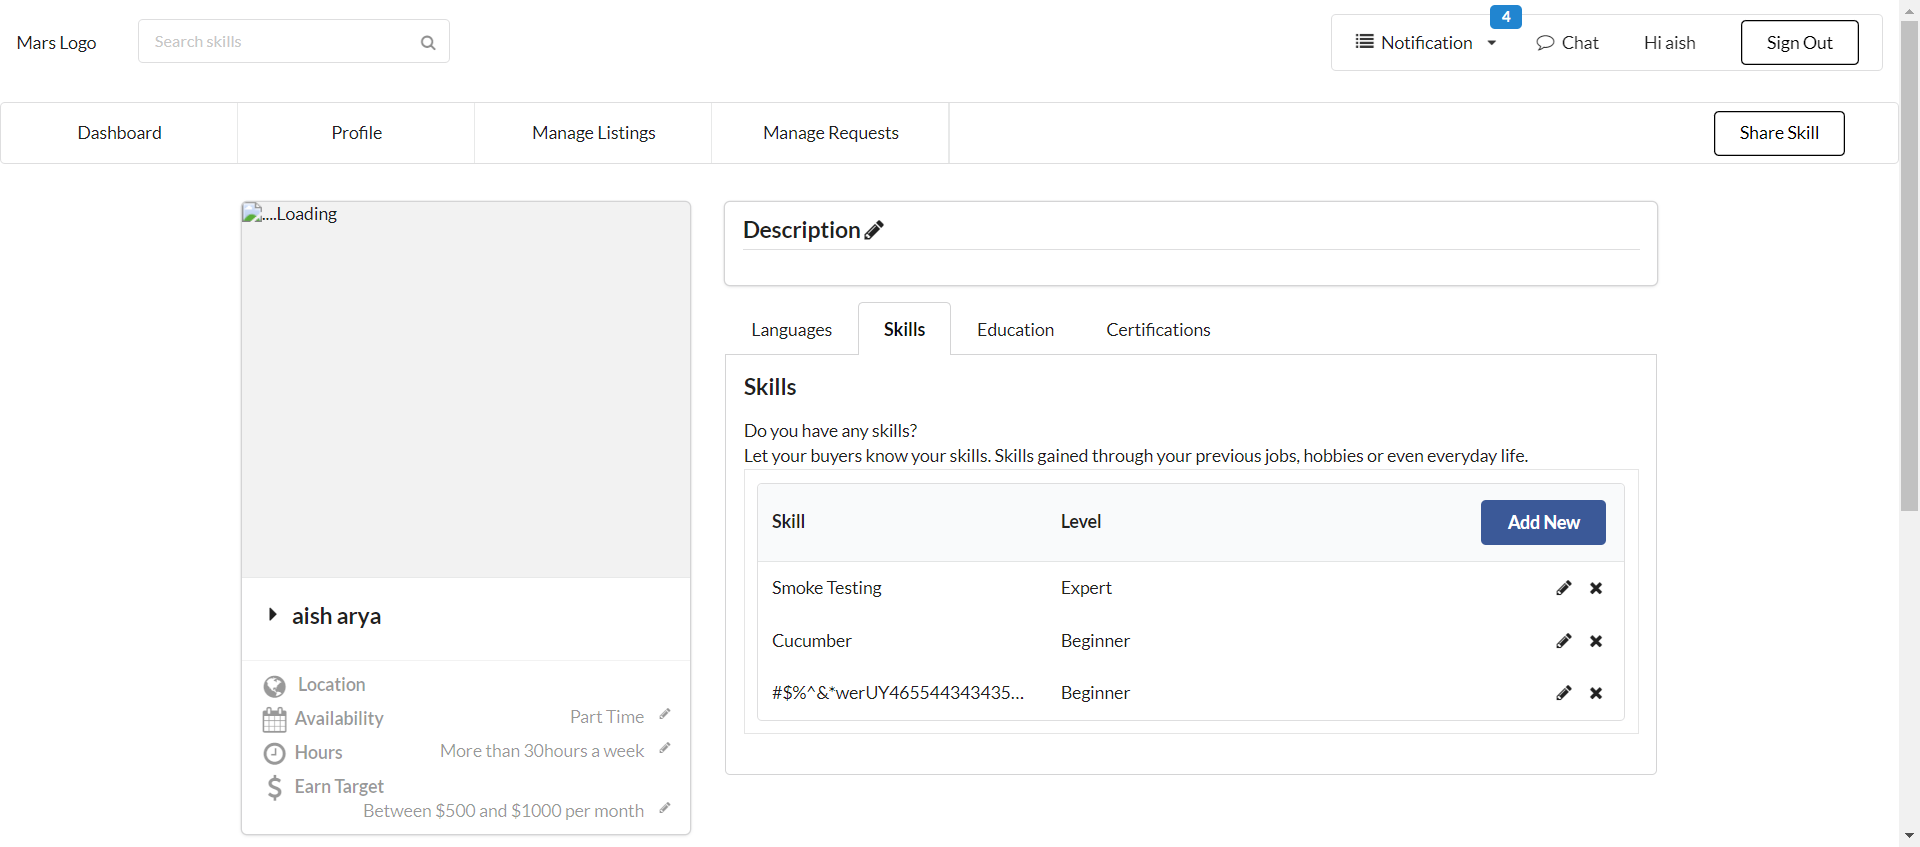 Mars Logo
Search skills
4
Notification
Chat
Hi aish
Sign Out
Dashboard
Profile
Manage Listings
Manage Requests
Share Skill
....Loading
aish arya
Location
Availability
Part Time
Hours
More than 30hours a week
Earn Target
Between $500 and $1000 per month
Description
Languages
Skills
Education
Certifications
Skills
Do you have any skills?
Let your buyers know your skills. Skills gained through your previous jobs, hobbies or even everyday life.
Skill Level Add New
Smoke Testing Expert
Cucumber Beginner
#$%^&*werUY465544343435... Beginner